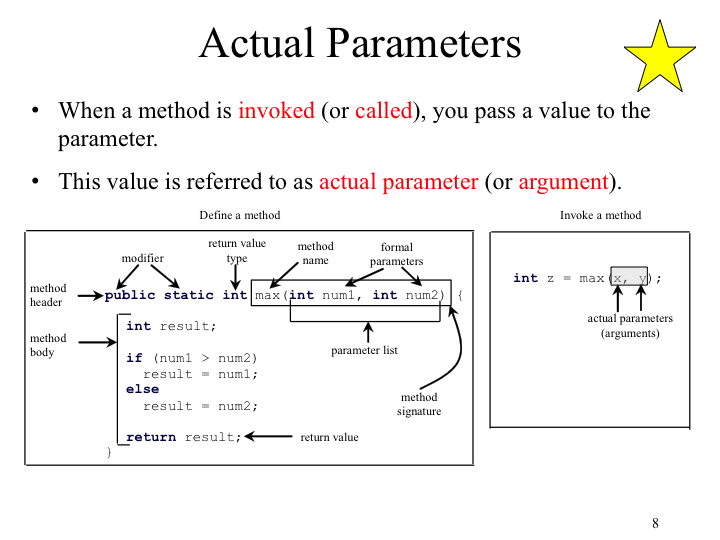 Actual Parameters
• When a method is invoked (or called), you pass a value to the
parameter.
• This value is referred to as actual parameter (or argument).
Define a method
Invoke a method
modifier
return value
type
method
name
formal
parameters
method
header
public static int max(int num1, int num2) {
int result;
method
body
parameter list
if (num1 > num2)
result = num1;
else
result = num2;
method
signature
return result;
return value
}
int z = max(x, y);
actual parameters
(arguments)
8